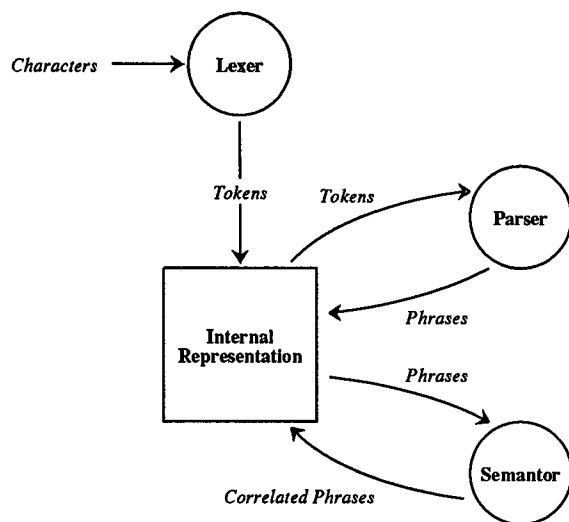 Characters
Lexer
Tokens
Tokens
Parser
Internal
Representation
Phrases
Phrases
Semantor
Correlated Phrases